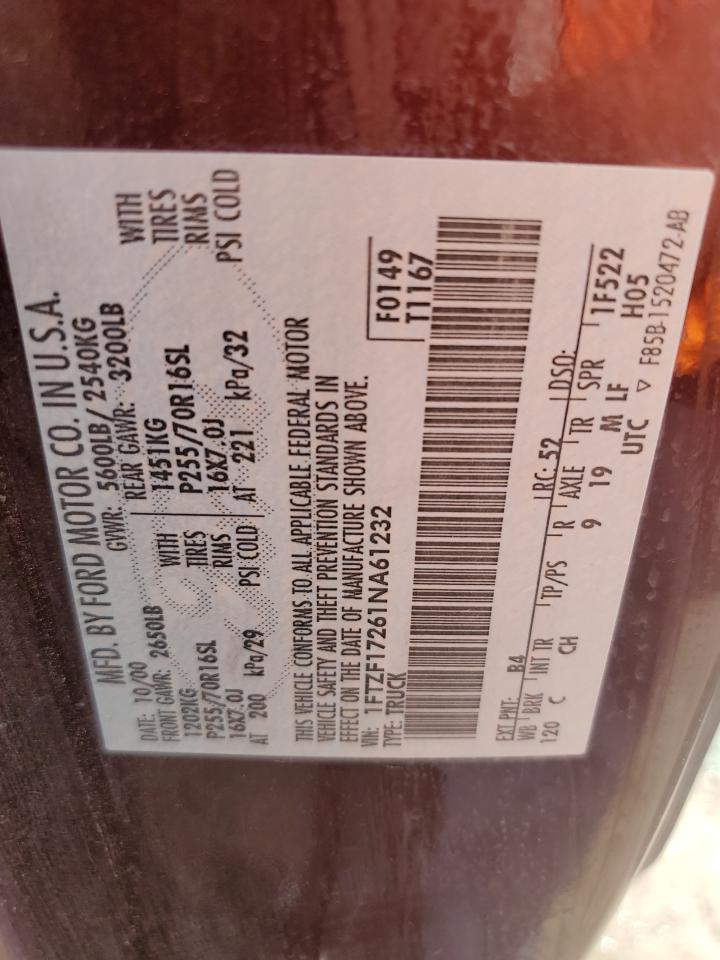 MFD. BY FORD MOTOR CO. IN U.S.A.
DATE: 10/00 GVWR: 5600LB/ 2540KG
FRONT GAWR: 2650LB REAR GAWR: 3200LB
1202KG WITH 1451KG WITH
P255/70R16SL TIRES P255/70R16SL TIRES
16X7.0J RIMS 16X7.0J RIMS
AT 200 kPa/29 PSI COLD AT 221 kPa/32 PSI COLD
THIS VEHICLE CONFORMS TO ALL APPLICABLE FEDERAL MOTOR
VEHICLE SAFETY AND THEFT PREVENTION STANDARDS IN
EFFECT ON THE DATE OF MANUFACTURE SHOWN ABOVE.
VIN: 1FTZF17261NA61232 F0149
TYPE: TRUCK T1167
EXT PNT: B4 RC: 52 DSO:
WB BRK INT TR TP/PS R AXLE TR SPR 1F522
120 C CH 9 19 M LF H05
UTC ▽ F85B-1520472-AB